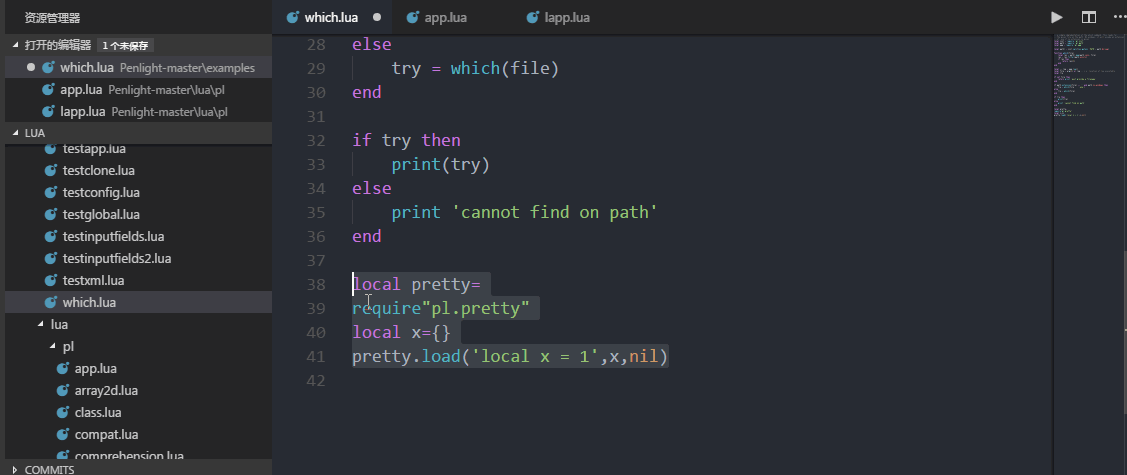 资源管理器
打开的编辑器 1 个未保存
which.lua Penlight-master\examples
app.lua Penlight-master\lua\pl
lapp.lua Penlight-master\lua\pl
LUA
testapp.lua
testclone.lua
testconfig.lua
testglobal.lua
testinputfields.lua
testinputfields2.lua
testxml.lua
which.lua
lua
pl
app.lua
array2d.lua
class.lua
compat.lua
comprehension.lua
COMMITS
which.lua app.lua lapp.lua
28 else
29 try = which(file)
30 end
31
32 if try then
33 print(try)
34 else
35 print 'cannot find on path'
36 end
37
38 local pretty=
39 require"pl.pretty"
40 local x={}
41 pretty.load('local x = 1',x,nil)
42